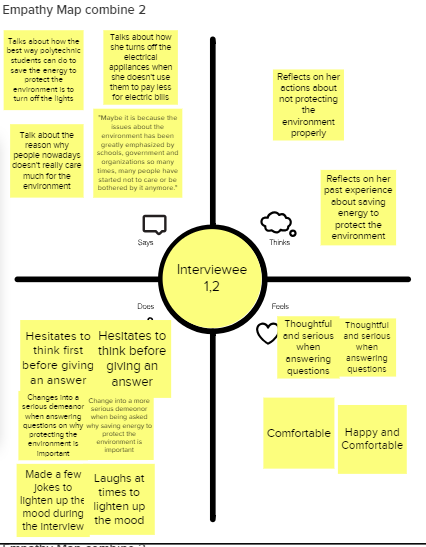 Empathy Map combine 2
Talks about how the
best way polytechnic
students can do to
save the energy to
protect the
environment is to
turn off the lights
Talks about how
she turns off the
electrical
appliances when
she doesn't use
them to pay less
for electric bills
Talk about the
reason why
people nowadays
doesn't really care
much for the
environment
"Maybe it is because the
issues about the
environment has been
greatly emphasized by
schools, government and
organizations so many
times, many people have
started not to care or be
bothered by it anymore."
Reflects on her
actions about
not protecting
the
environment
properly
Reflects on her
past experience
about saving
energy to
protect the
environment
Says
Thinks
Interviewee
1,2
Does
Feels
Hesitates to
think first
before giving
an answer
Hesitates to
think before
giving an
answer
Changes into a
serious demeanor
when answering
questions on why
protecting the
environment is
important
Change into a more
serious demeonor
when being asked
why saving energy to
protect the
environment is
important
Made a few
jokes to
lighten up the
mood during
the interview
Laughs at
times to
lighten up
the mood
Thoughtful
and serious
when
answering
questions
Thoughtful
and serious
when
answering
questions
Comfortable
Happy and
Comfortable